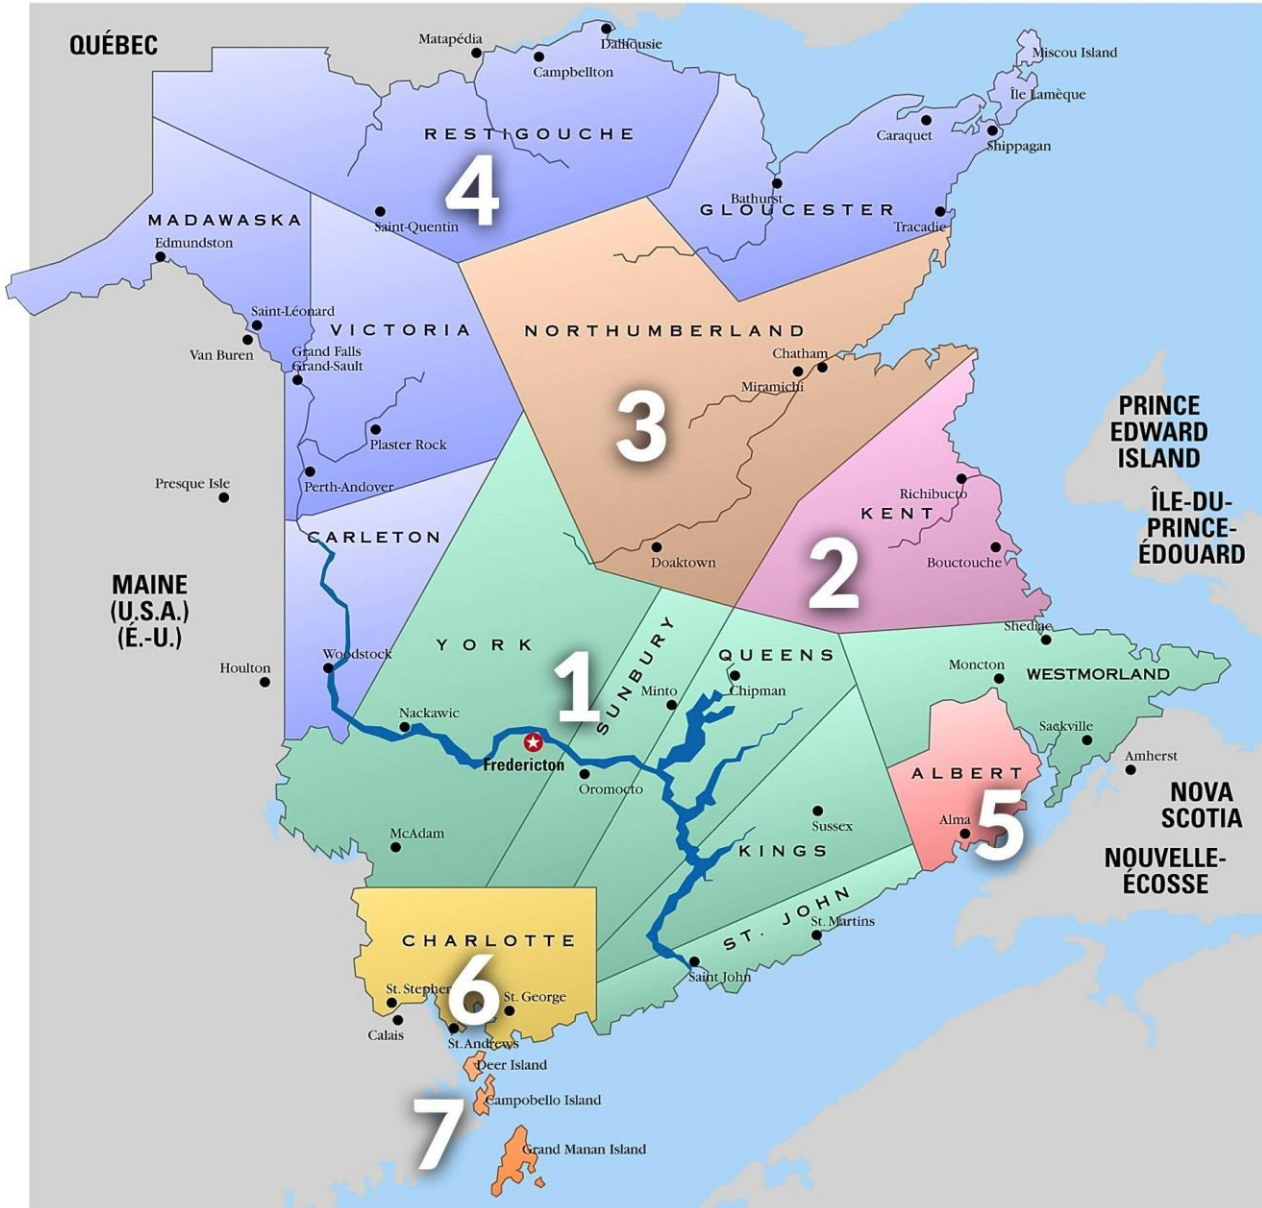 QUÉBEC
Matapédia
Dalhousie
Campbellton
Miscou Island
Île Lamèque
RESTIGOUCHE
Caraquet
Shippagan
4
Bathurst
MADAWASKA
Saint-Quentin
GLOUCESTER
Tracadie
Edmundston
Saint-Léonard
VICTORIA
NORTHUMBERLAND
Van Buren
Grand Falls
Grand-Sault
Chatham
Miramichi
3
PRINCE
EDWARD
ISLAND
Plaster Rock
Presque Isle
Perth-Andover
Richibucto
ÎLE-DU-
PRINCE-
ÉDOUARD
KENT
CARLETON
Doaktown
2
Bouctouche
MAINE
(U.S.A.)
(É.-U.)
Shediac
YORK
SUNBURY
QUEENS
Woodstock
Houlton
1
Moncton
WESTMORLAND
Minto
Chipman
Nackawic
Sackville
Fredericton
Amherst
ALBERT
Oromocto
NOVA
SCOTIA
5
Alma
Sussex
McAdam
KINGS
NOUVELLE-
ÉCOSSE
ST. JOHN
St. Martins
CHARLOTTE
Saint John
6
St. Stephen
St. George
Calais
St. Andrews
Deer Island
7
Campobello Island
Grand Manan Island